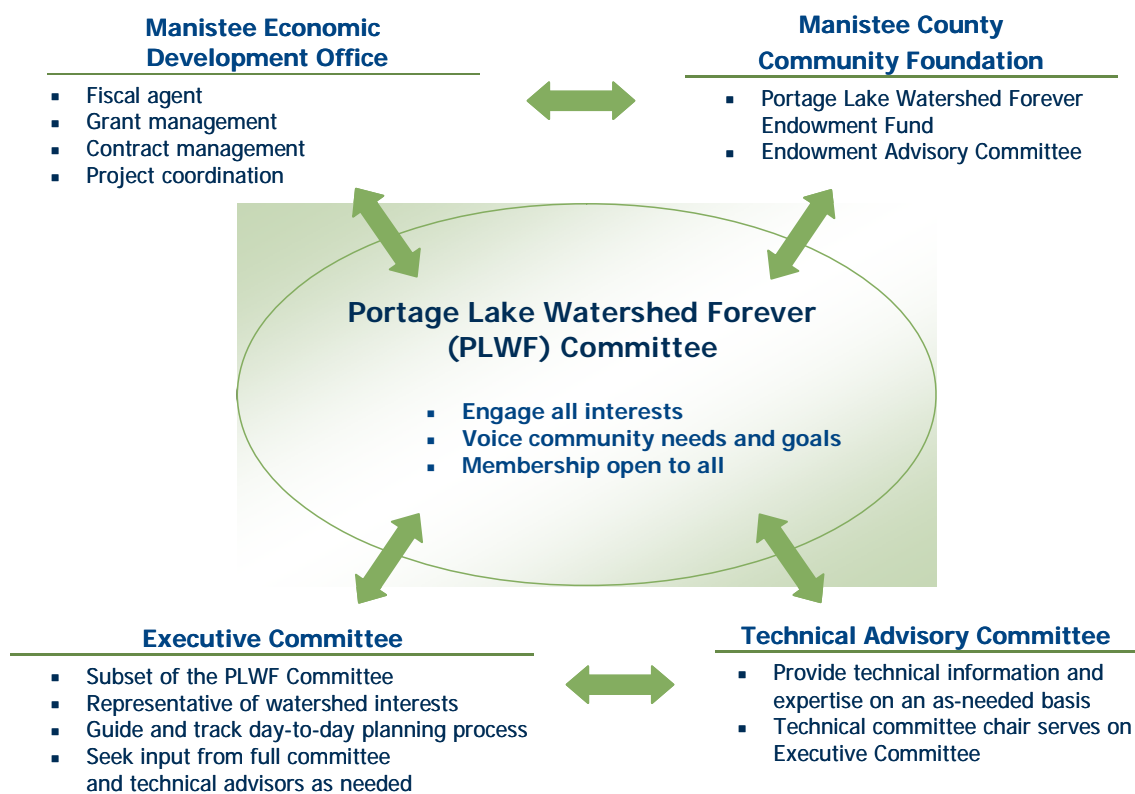 Manistee Economic
Development Office
▪ Fiscal agent
▪ Grant management
▪ Contract management
▪ Project coordination
Manistee County
Community Foundation
▪ Portage Lake Watershed Forever
Endowment Fund
▪ Endowment Advisory Committee
Portage Lake Watershed Forever
(PLWF) Committee
▪ Engage all interests
▪ Voice community needs and goals
▪ Membership open to all
Executive Committee
▪ Subset of the PLWF Committee
▪ Representative of watershed interests
▪ Guide and track day-to-day planning process
▪ Seek input from full committee
and technical advisors as needed
Technical Advisory Committee
▪ Provide technical information and
expertise on an as-needed basis
▪ Technical committee chair serves on
Executive Committee